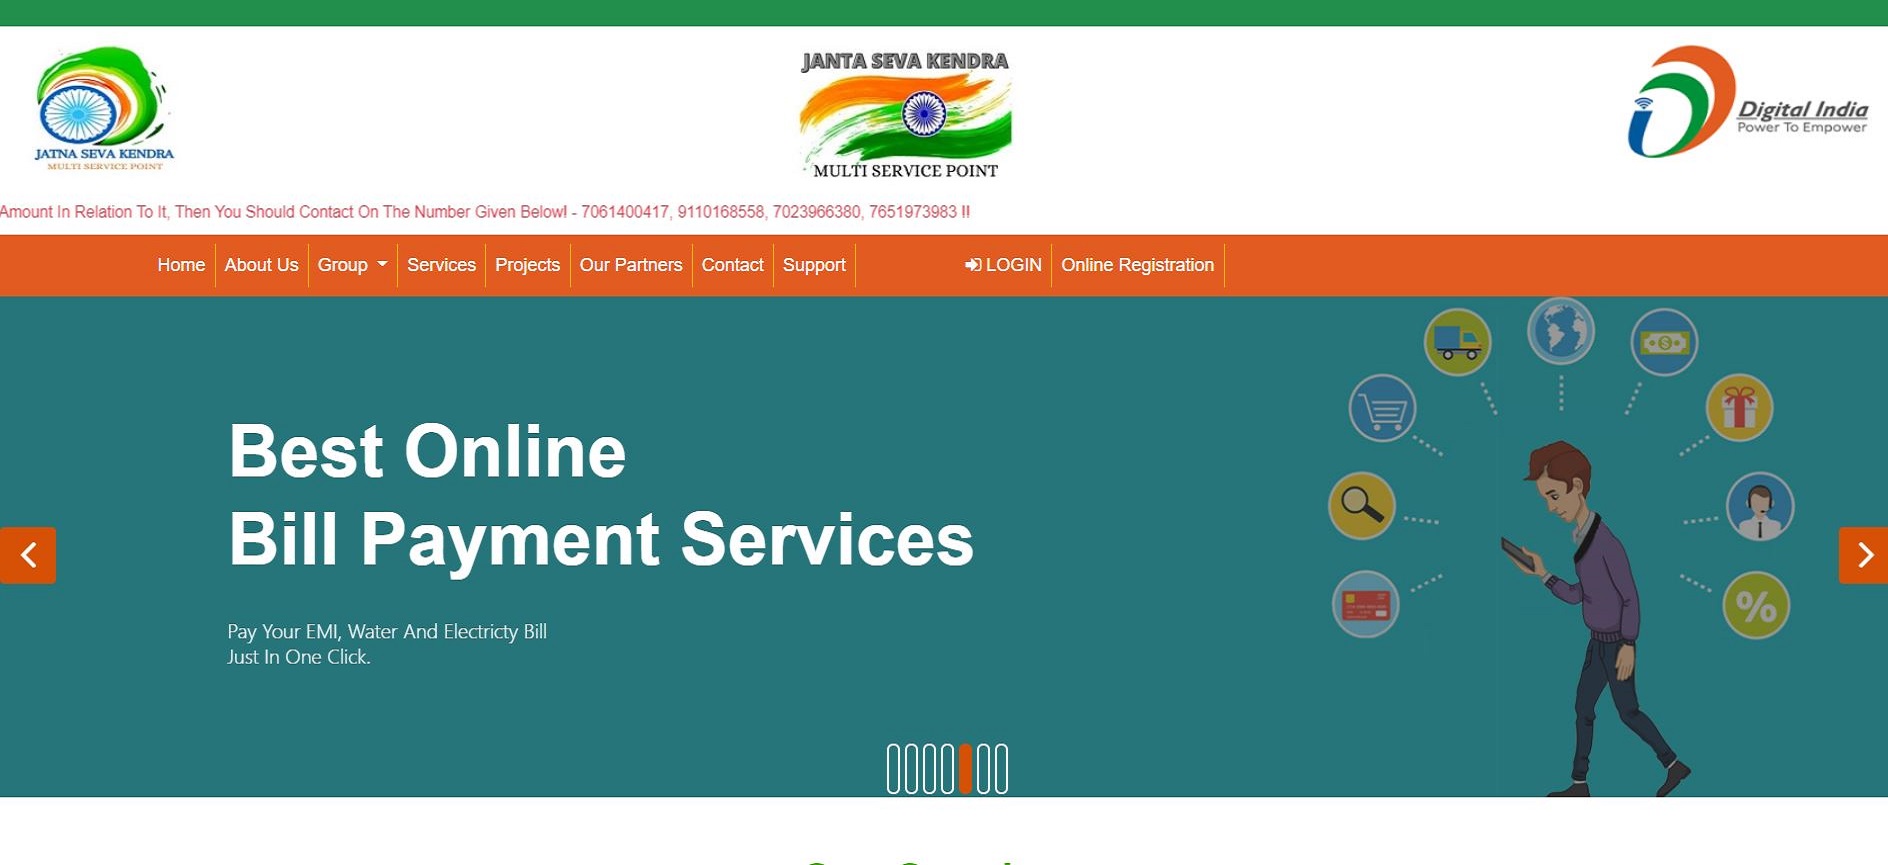 JATNA SEVA KENDRA
MULTI SERVICE POINT
JANTA SEVA KENDRA
MULTI SERVICE POINT
Digital India
Power To Empower
Amount In Relation To It, Then You Should Contact On The Number Given Below! - 7061400417, 9110168558, 7023966380, 7651973983 !!
Home About Us Group Services Projects Our Partners Contact Support LOGIN Online Registration
Best Online
Bill Payment Services
Pay Your EMI, Water And Electricty Bill
Just In One Click.